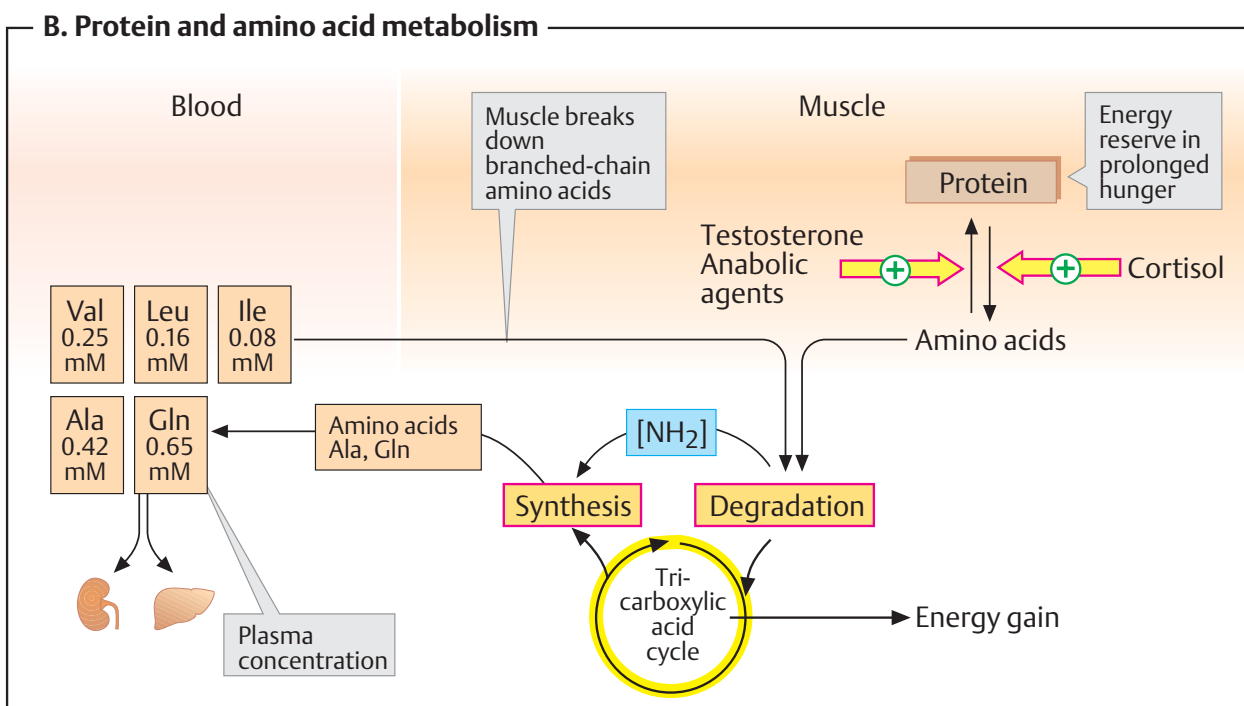 B. Protein and amino acid metabolism
Blood
Muscle
Muscle breaks
down
branched-chain
amino acids
Energy
reserve in
prolonged
hunger
Protein
Testosterone
Anabolic
agents
+
+
Cortisol
Amino acids
Val
0.25
mM
Leu
0.16
mM
Ile
0.08
mM
Ala
0.42
mM
Gln
0.65
mM
Amino acids
Ala, Gln
[NH₂]
Synthesis
Degradation
Tri-
carboxylic
acid
cycle
Energy gain
Plasma
concentration